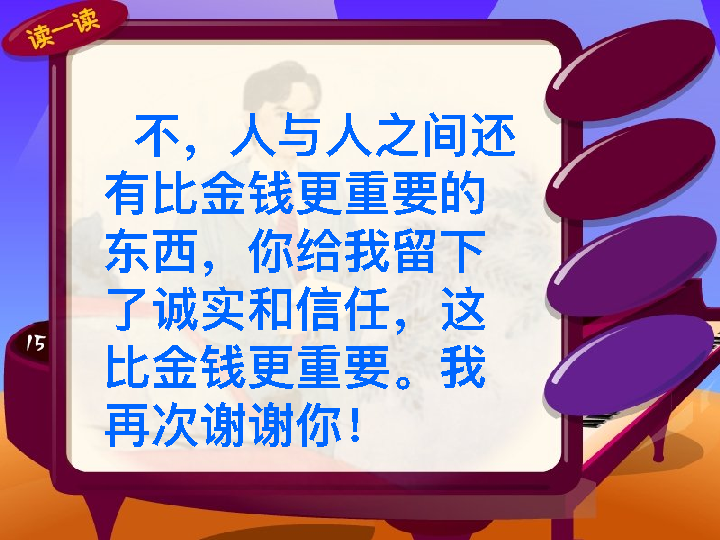 读一读
不，人与人之间还
有比金钱更重要的
东西，你给我留下
了诚实和信任，这
比金钱更重要。我
再次谢谢你！
15